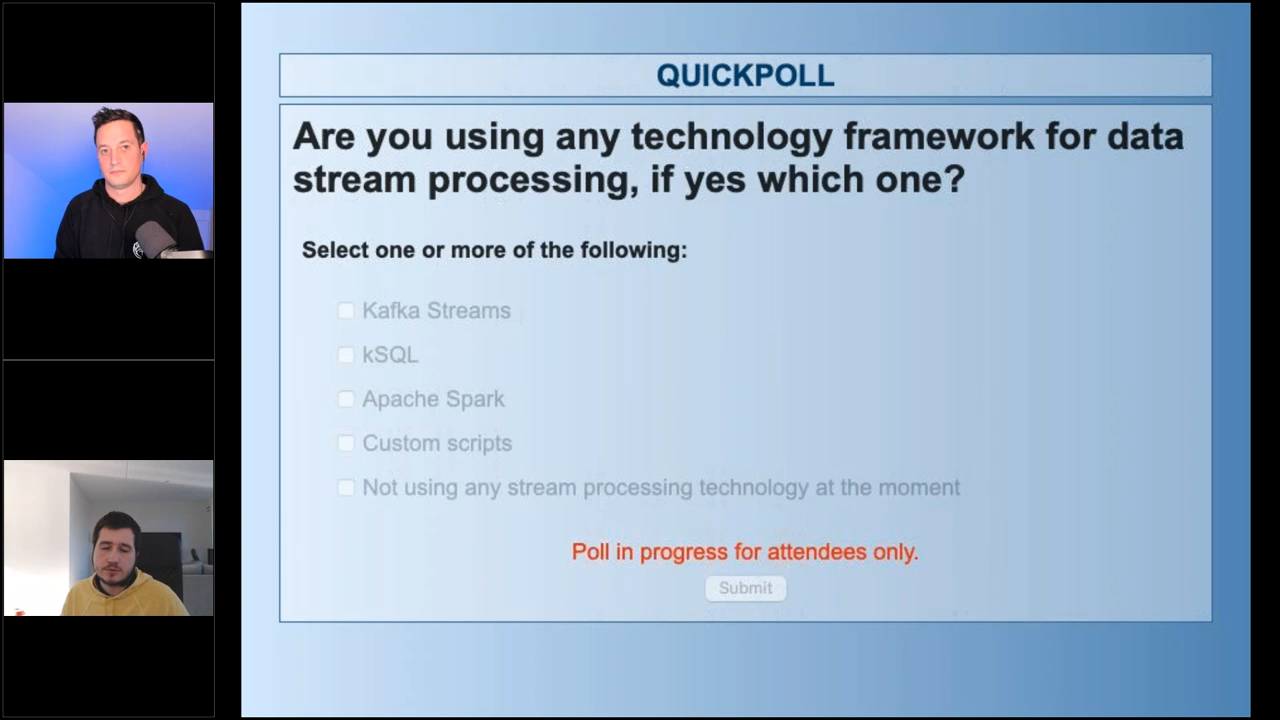 QUICKPOLL
Are you using any technology framework for data
stream processing, if yes which one?
Select one or more of the following:
Kafka Streams
kSQL
Apache Spark
Custom scripts
Not using any stream processing technology at the moment
Poll in progress for attendees only.
Submit